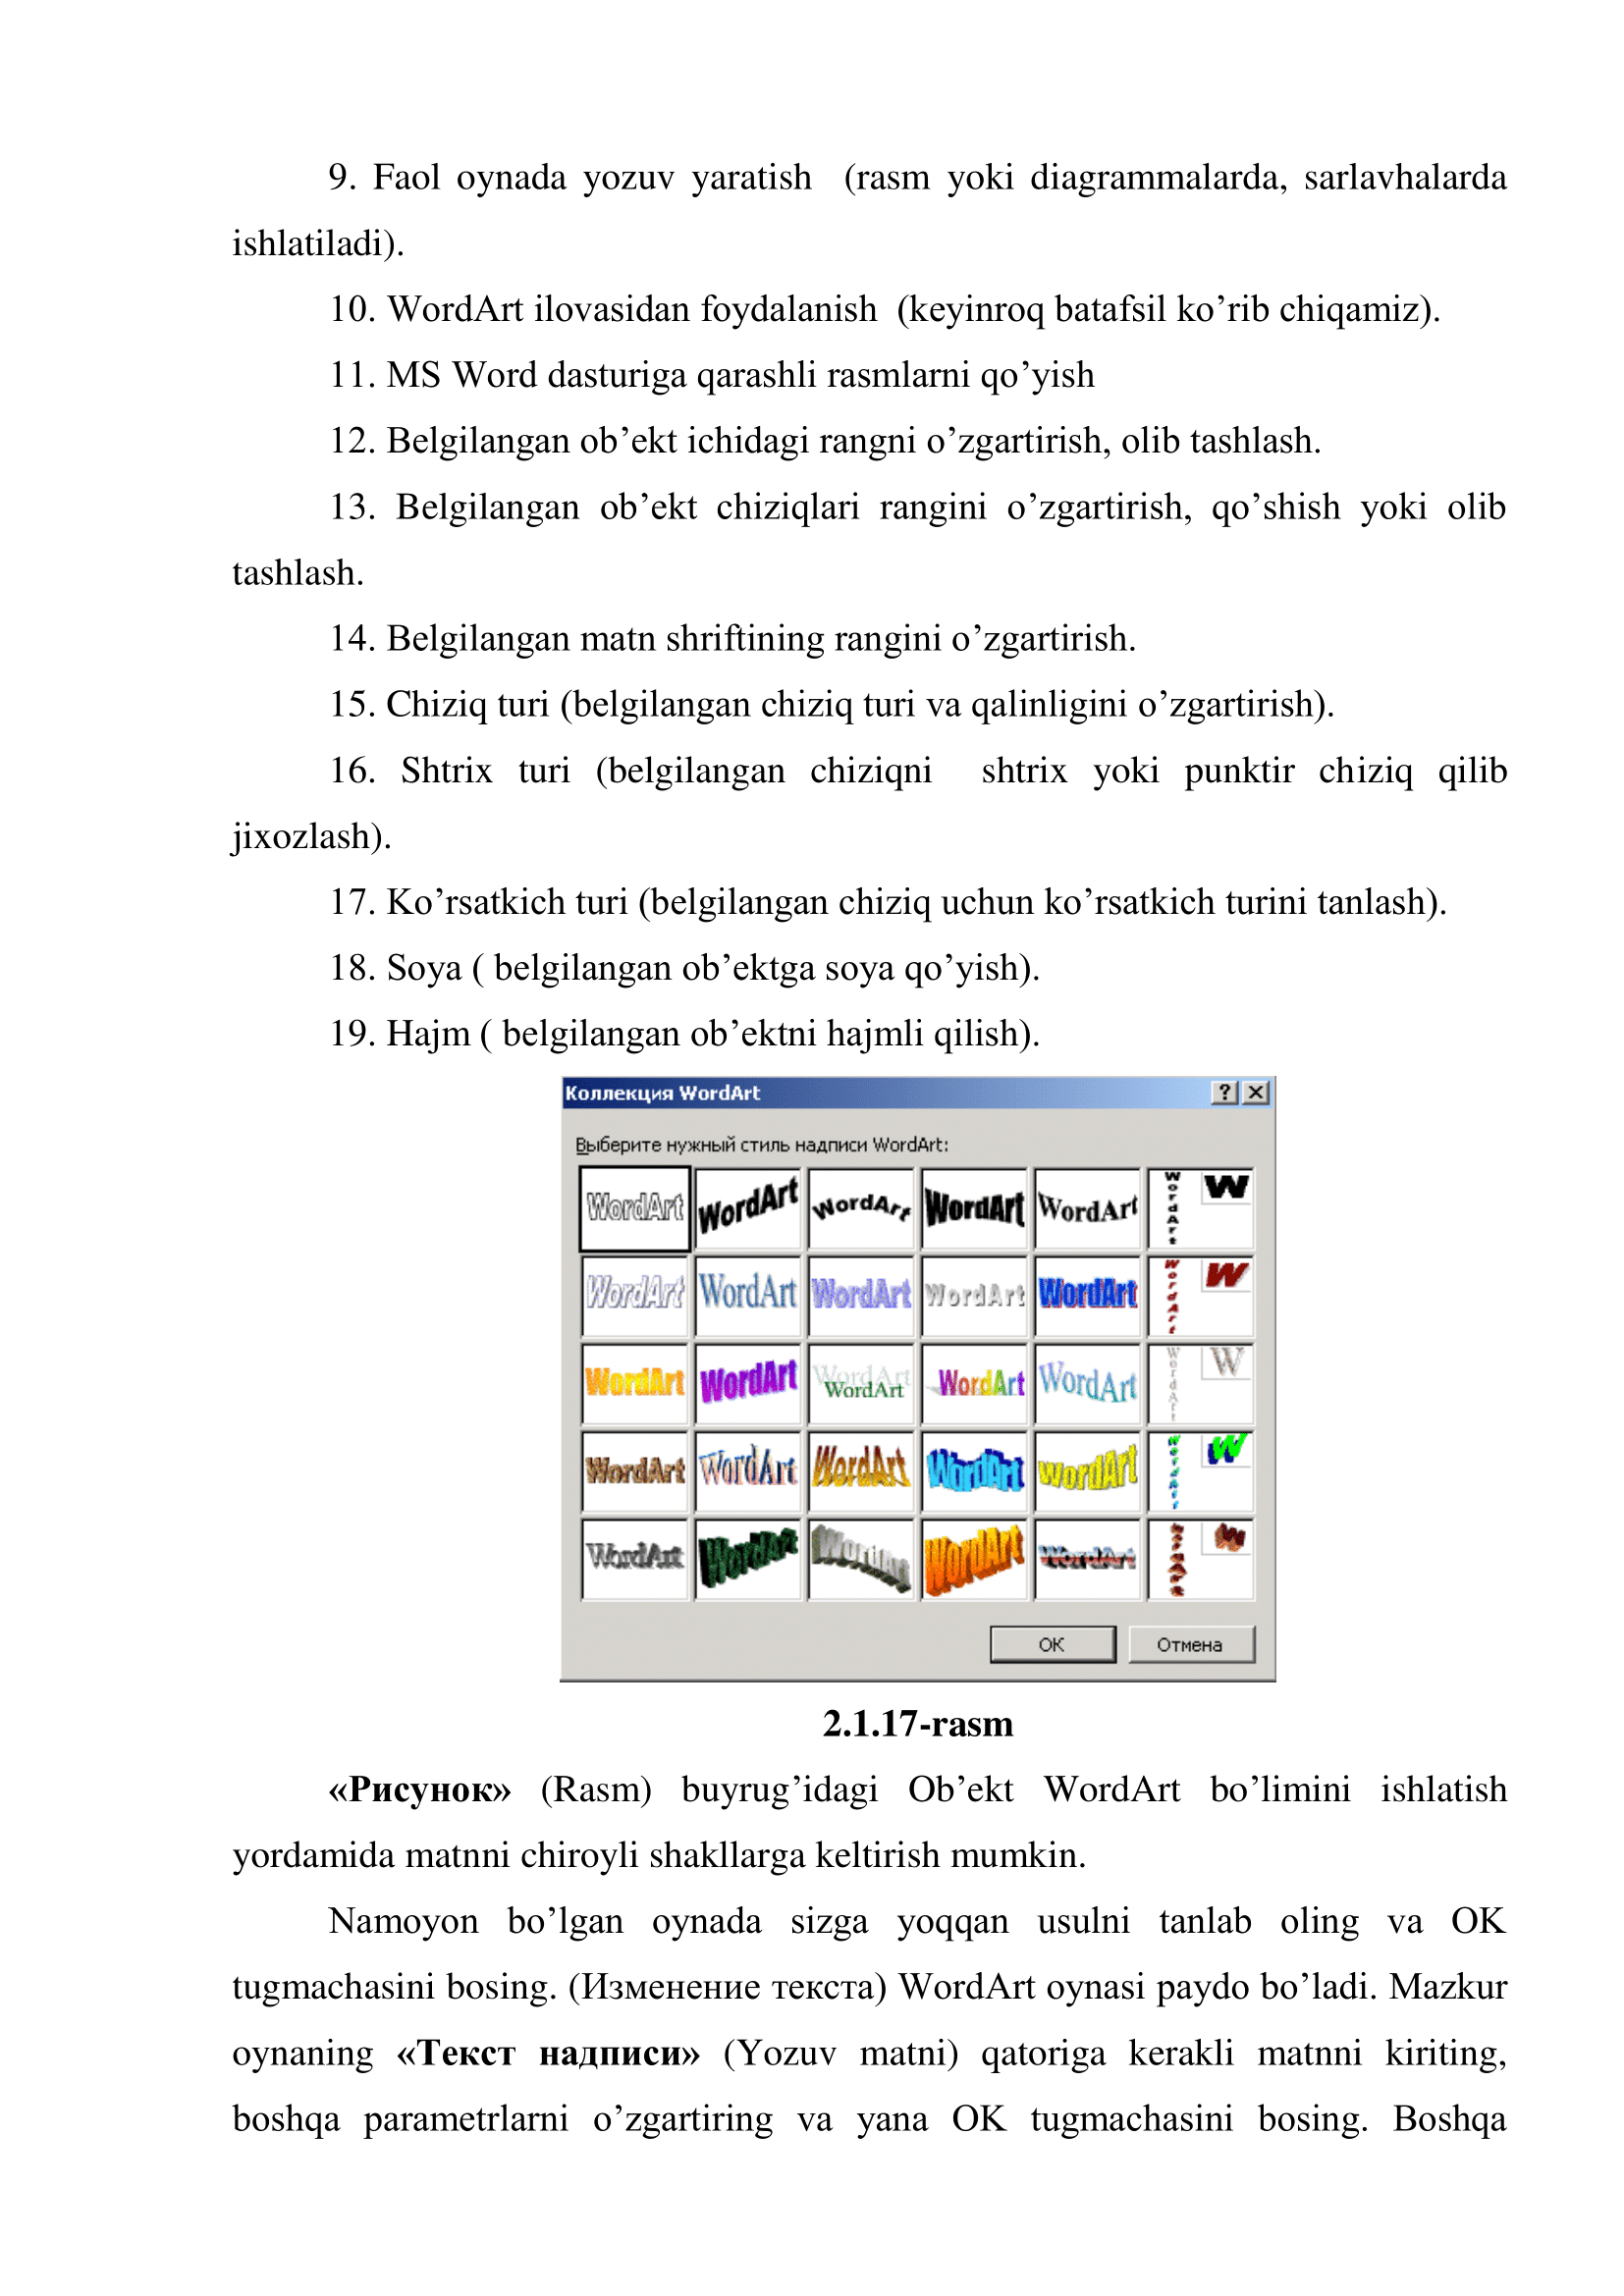 9. Faol oynada yozuv yaratish (rasm yoki diagrammalarda, sarlavhalarda
ishlatiladi).
10. WordArt ilovasidan foydalanish (keyinroq batafsil ko’rib chiqamiz).
11. MS Word dasturiga qarashli rasmlarni qo’yish
12. Belgilangan ob’ekt ichidagi rangni o’zgartirish, olib tashlash.
13. Belgilangan ob’ekt chiziqlari rangini o’zgartirish, qo’shish yoki olib
tashlash.
14. Belgilangan matn shriftining rangini o’zgartirish.
15. Chiziq turi (belgilangan chiziq turi va qalinligini o’zgartirish).
16. Shtrix turi (belgilangan chiziqni shtrix yoki punktir chiziq qilib
jixozlash).
17. Ko’rsatkich turi (belgilangan chiziq uchun ko’rsatkich turini tanlash).
18. Soya ( belgilangan ob’ektga soya qo’yish).
19. Hajm ( belgilangan ob’ektni hajmli qilish).
Коллекция WordArt
Выберите нужный стиль надписи WordArt:
WordArt WordArt WordArt WordArt WordArt WordArt W
WordArt WordArt WordArt WordArt WordArt WordArt W
WordArt WordArt WordArt WordArt WordArt WordArt WordArt W
WordArt WordArt WordArt WordArt WordArt WordArt W
WordArt WordArt WordArt WordArt WordArt WordArt W
ОК Отмена
2.1.17-rasm
«Рисунок» (Rasm) buyrug’idagi Ob’ekt WordArt bo’limini ishlatish
yordamida matnni chiroyli shakllarga keltirish mumkin.
Namoyon bo’lgan oynada sizga yoqqan usulni tanlab oling va OK
tugmachasini bosing. (Изменение текста) WordArt oynasi paydo bo’ladi. Mazkur
oynaning «Текст надписи» (Yozuv matni) qatoriga kerakli matnni kiriting,
boshqa parametrlarni o’zgartiring va yana OK tugmachasini bosing. Boshqa